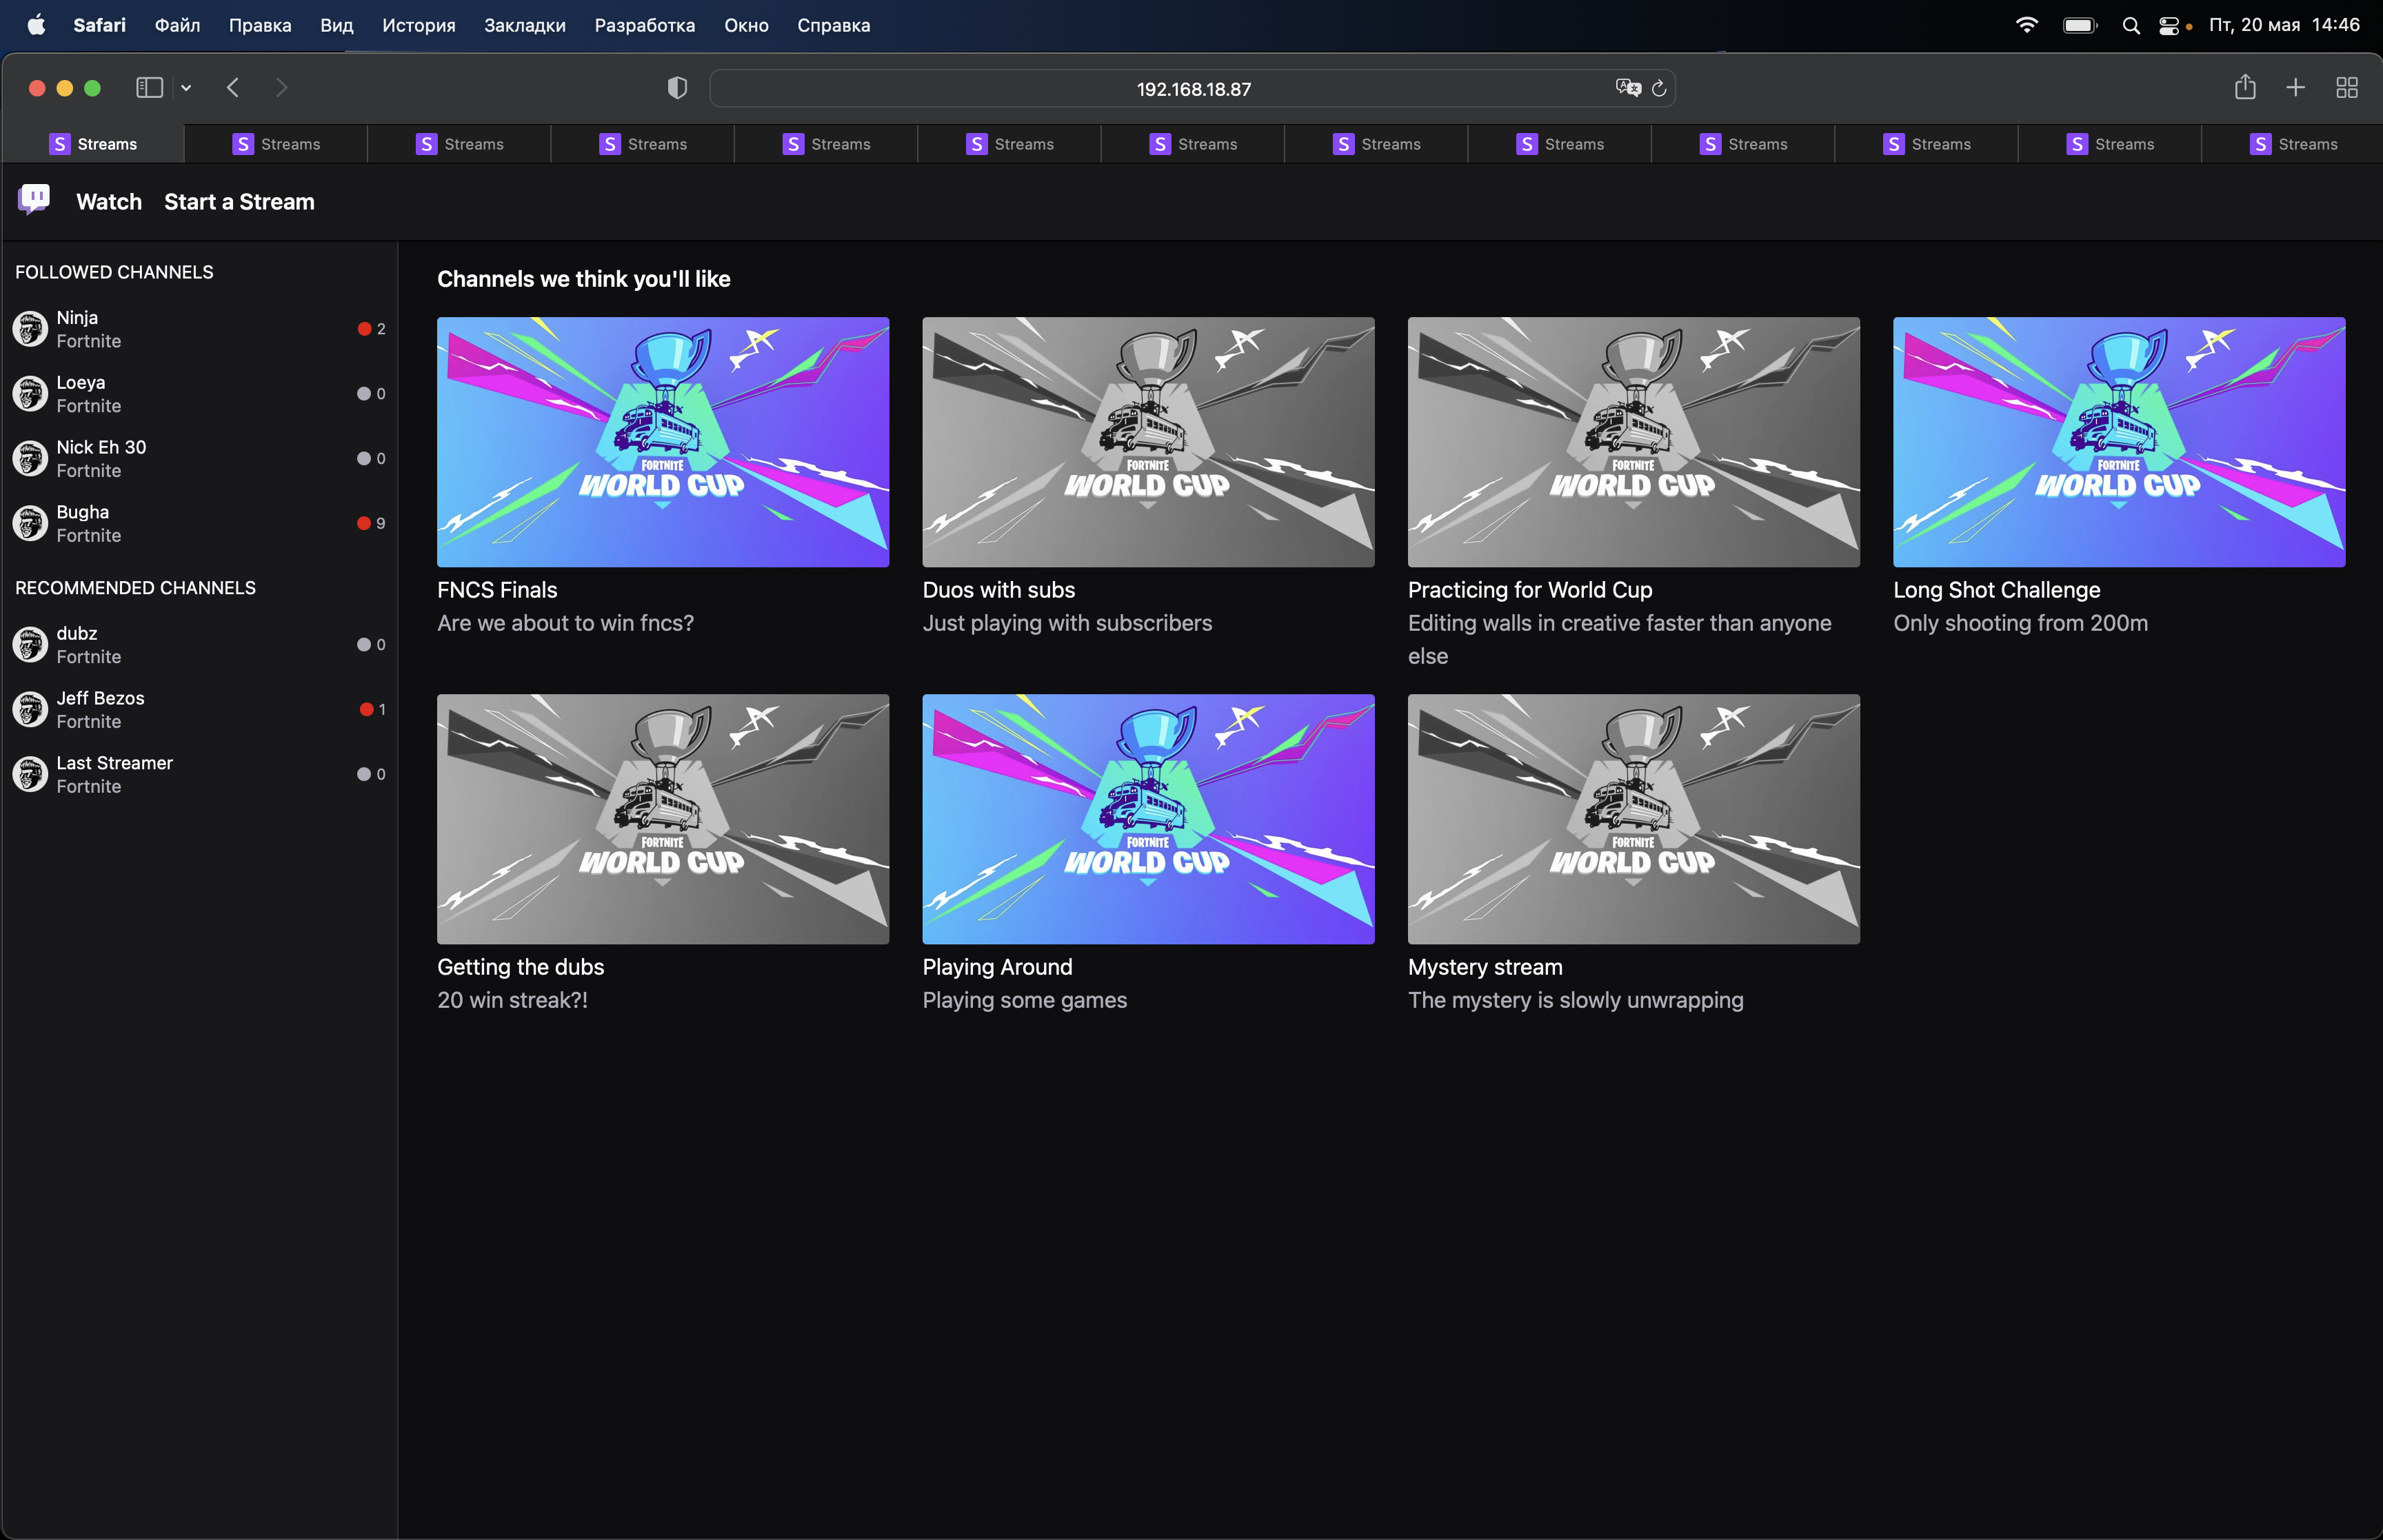 Safari Файл Правка Вид История Закладки Разработка Окно Справка Пт, 20 мая 14:46
192.168.18.87
S Streams S Streams S Streams S Streams S Streams S Streams S Streams S Streams S Streams S Streams S Streams S Streams S Streams
Watch Start a Stream
FOLLOWED CHANNELS
Ninja
Fortnite
2
Loeya
Fortnite
0
Nick Eh 30
Fortnite
0
Bugha
Fortnite
9
RECOMMENDED CHANNELS
dubz
Fortnite
0
Jeff Bezos
Fortnite
1
Last Streamer
Fortnite
0
Channels we think you'll like
FORTNITE
WORLD CUP
FNCS Finals
Are we about to win fncs?
FORTNITE
WORLD CUP
Duos with subs
Just playing with subscribers
FORTNITE
WORLD CUP
Practicing for World Cup
Editing walls in creative faster than anyone
else
FORTNITE
WORLD CUP
Long Shot Challenge
Only shooting from 200m
FORTNITE
WORLD CUP
Getting the dubs
20 win streak?!
FORTNITE
WORLD CUP
Playing Around
Playing some games
FORTNITE
WORLD CUP
Mystery stream
The mystery is slowly unwrapping